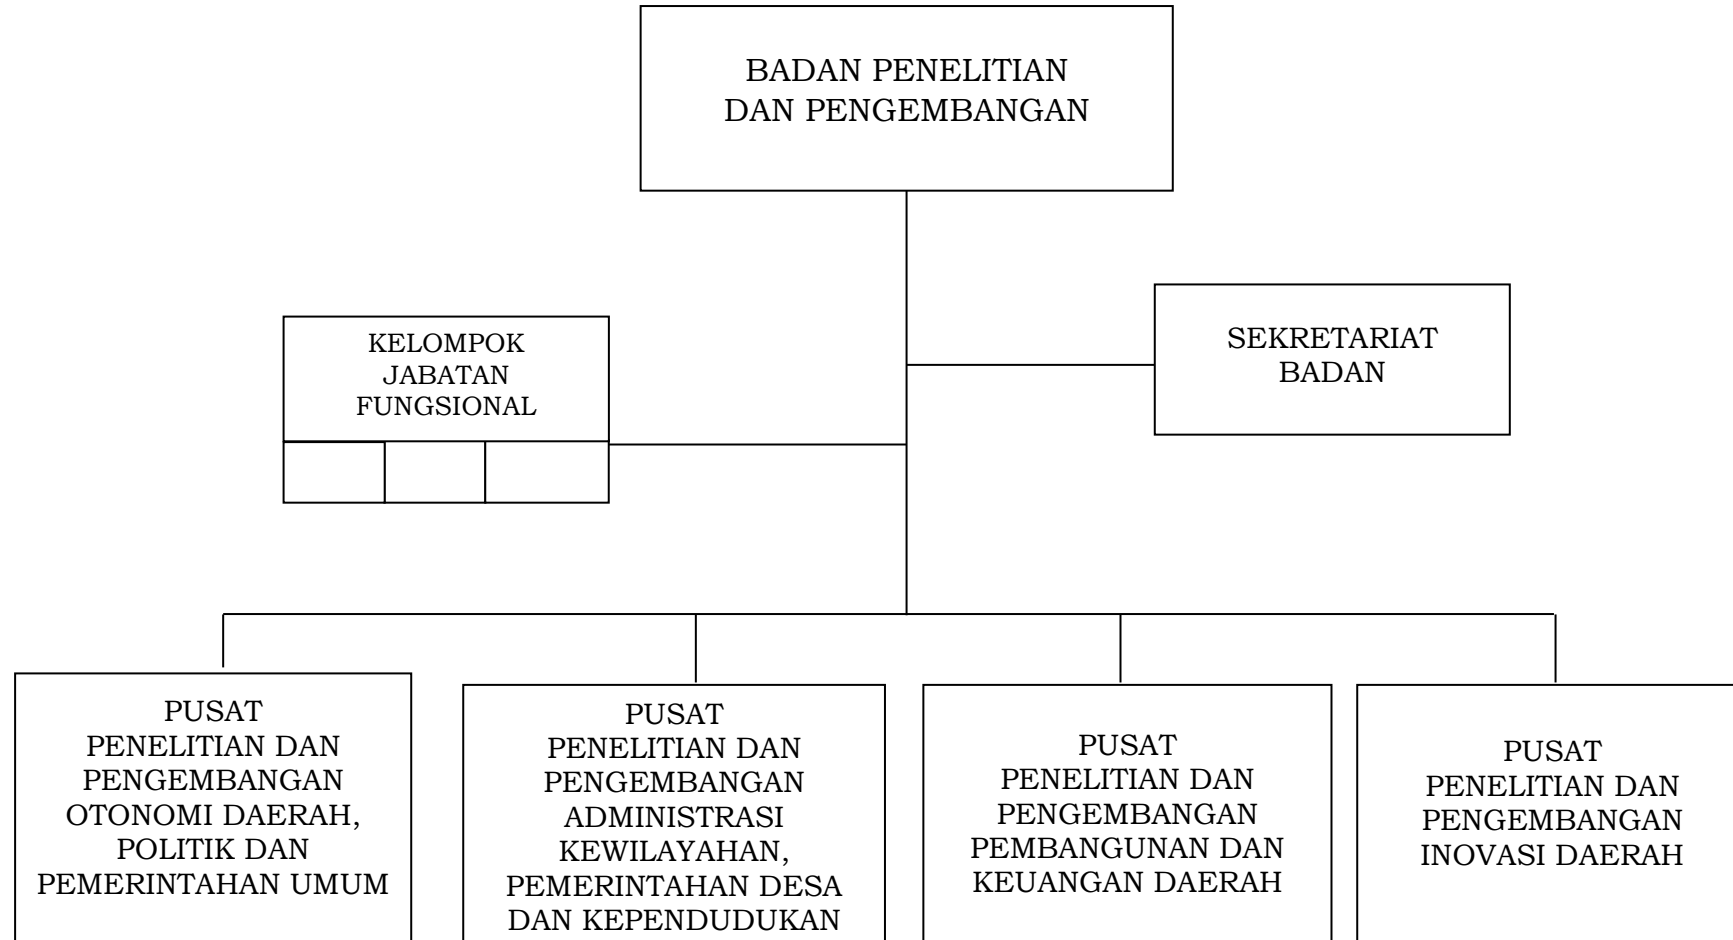 BADAN PENELITIAN
DAN PENGEMBANGAN
SEKRETARIAT
BADAN
KELOMPOK
JABATAN
FUNGSIONAL
PUSAT
PENELITIAN DAN
PENGEMBANGAN
OTONOMI DAERAH,
POLITIK DAN
PEMERINTAHAN UMUM
PUSAT
PENELITIAN DAN
PENGEMBANGAN
ADMINISTRASI
KEWILAYAHAN,
PEMERINTAHAN DESA
DAN KEPENDUDUKAN
PUSAT
PENELITIAN DAN
PENGEMBANGAN
PEMBANGUNAN DAN
KEUANGAN DAERAH
PUSAT
PENELITIAN DAN
PENGEMBANGAN
INOVASI DAERAH